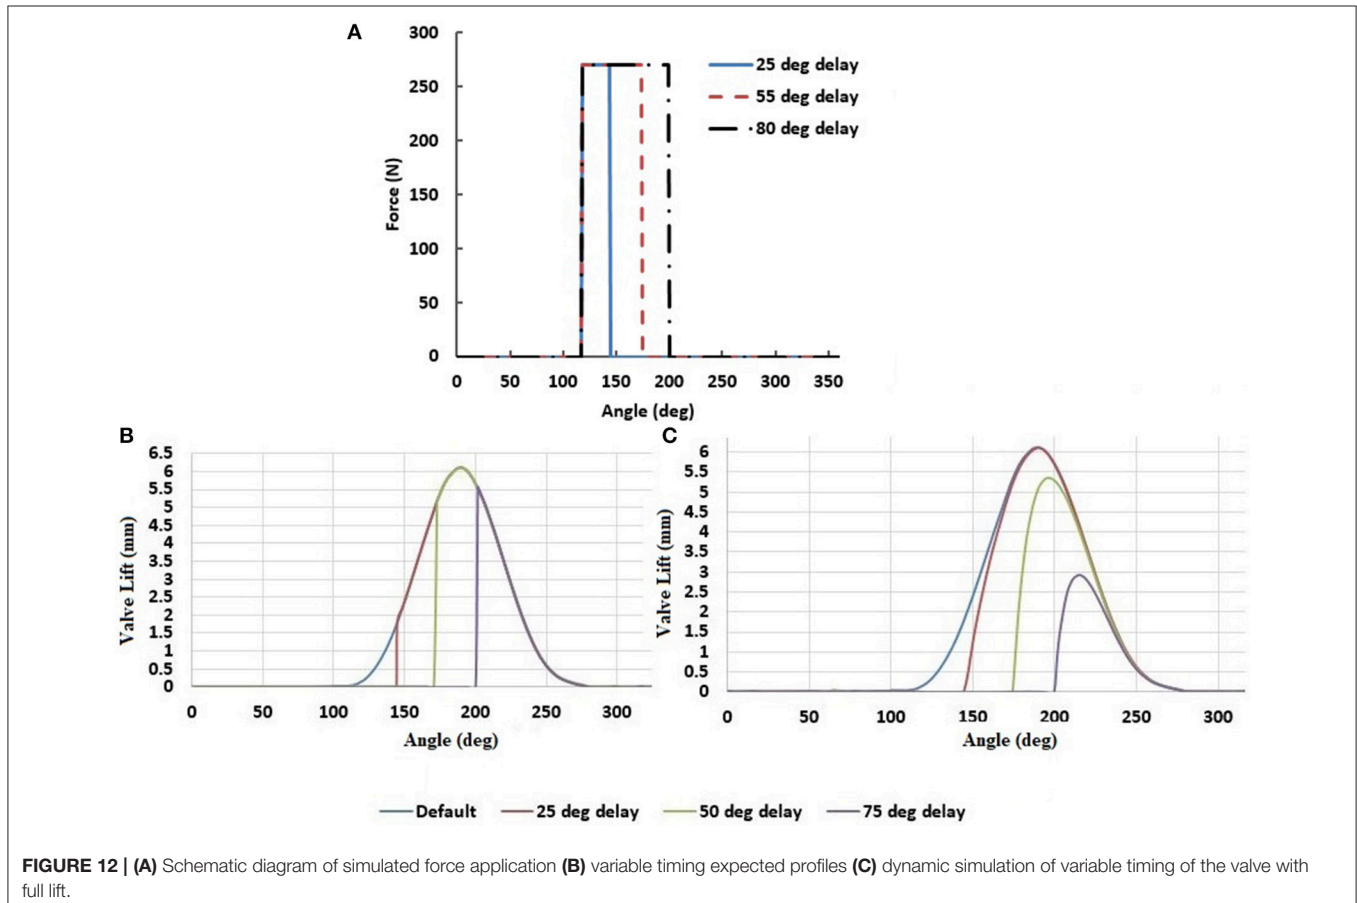 A
300
250
200
150
100
50
0
Force (N)
0 50 100 150 200 250 300 350
Angle (deg)
25 deg delay
55 deg delay
80 deg delay
B
6.5
6
5.5
5
4.5
4
3.5
3
2.5
2
1.5
1
0.5
0
Valve Lift (mm)
0 50 100 150 200 250 300
Angle (deg)
C
6
5.5
5
4.5
4
3.5
3
2.5
2
1.5
1
0.5
0
Valve Lift (mm)
0 50 100 150 200 250 300
Angle (deg)
Default 25 deg delay 50 deg delay 75 deg delay
FIGURE 12 | (A) Schematic diagram of simulated force application (B) variable timing expected profiles (C) dynamic simulation of variable timing of the valve with
full lift.